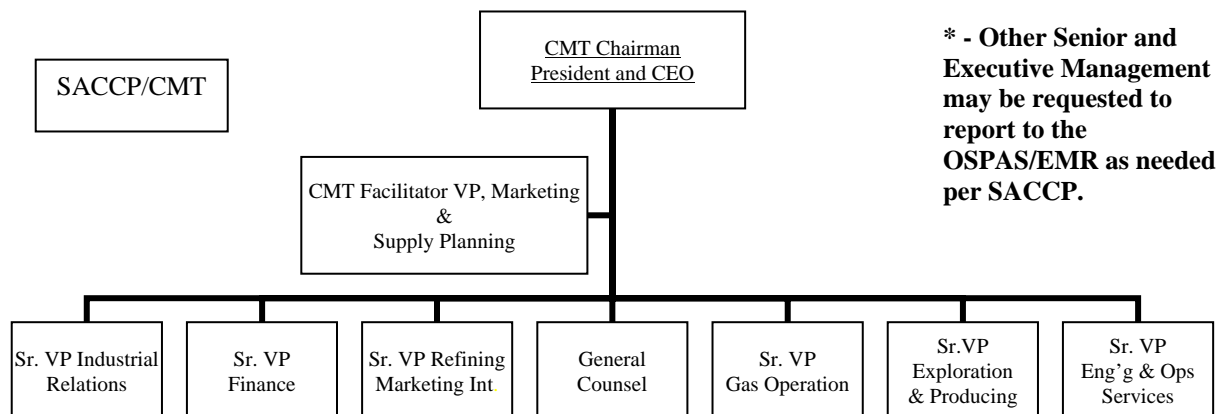 CMT Chairman
President and CEO
SACCP/CMT
* - Other Senior and
Executive Management
may be requested to
report to the
OSPAS/EMR as needed
per SACCP.
CMT Facilitator VP, Marketing
&
Supply Planning
Sr. VP Industrial
Relations
Sr. VP
Finance
Sr. VP Refining
Marketing Int.
General
Counsel
Sr. VP
Gas Operation
Sr.VP
Exploration
& Producing
Sr. VP
Eng’g & Ops
Services